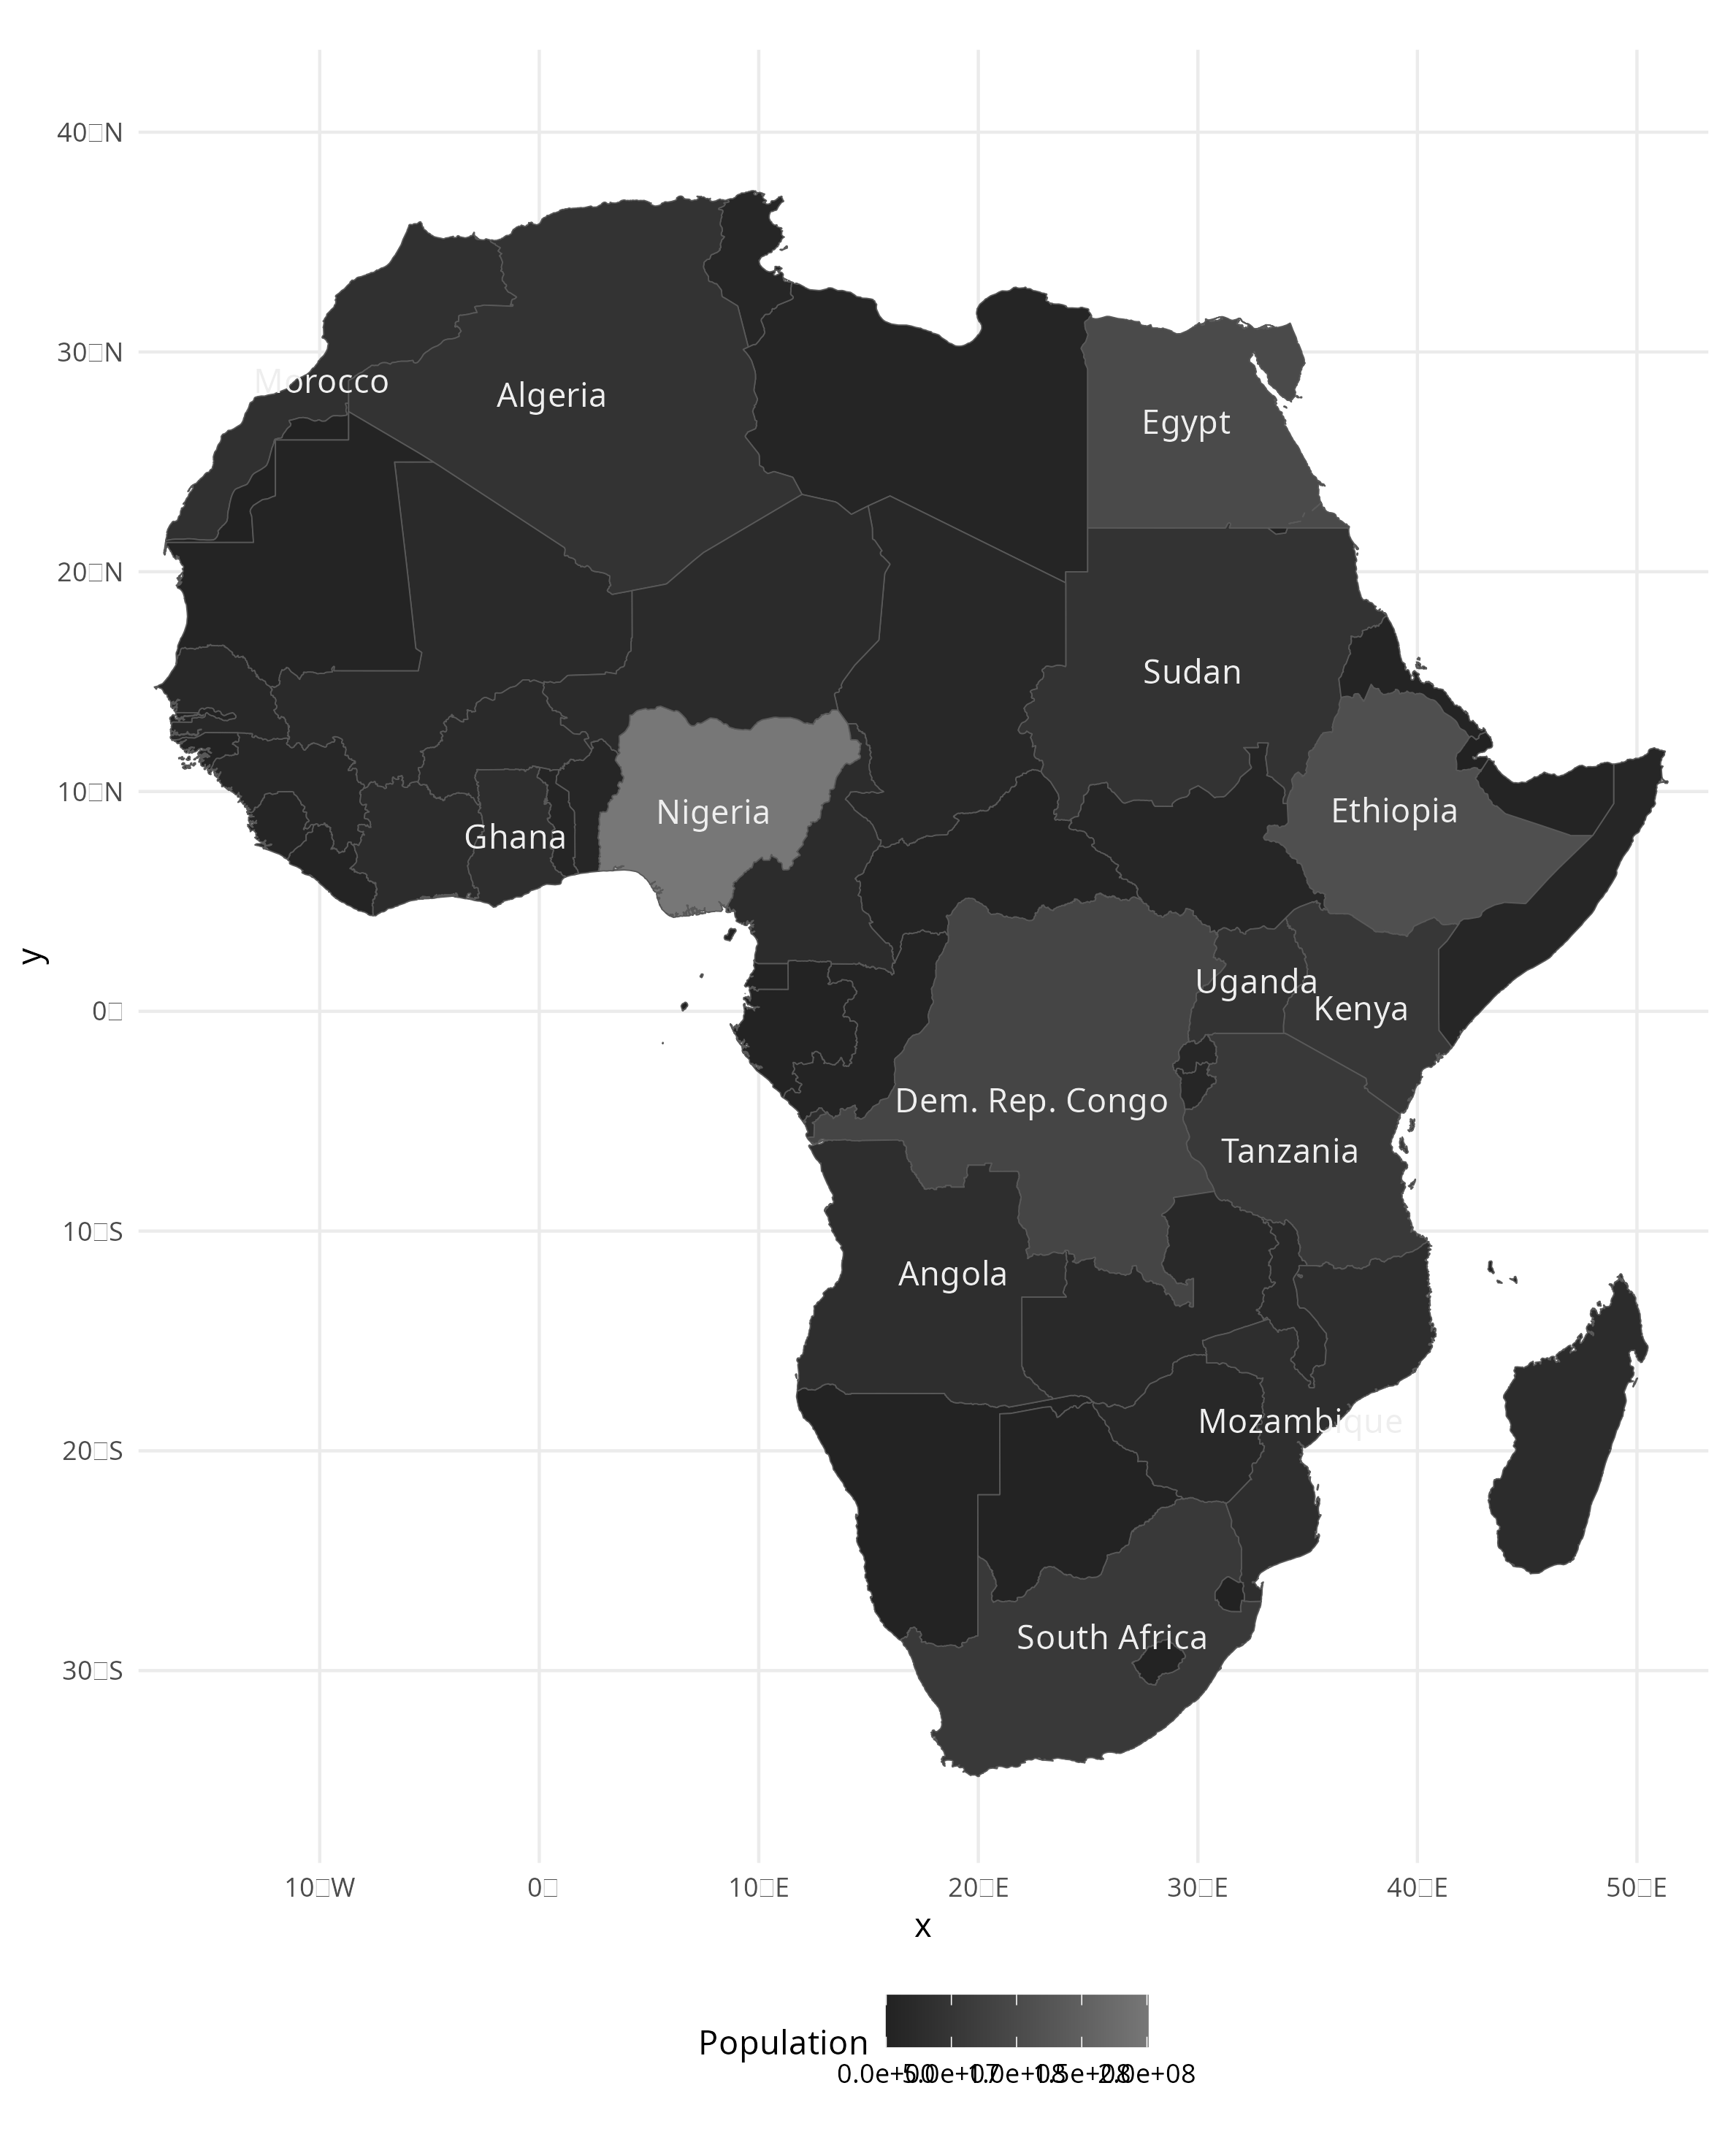 40□N
30□N
20□N
10□N
0□
10□S
20□S
30□S
y
Morocco
Algeria
Egypt
Sudan
Nigeria
Ethiopia
Ghana
Uganda
Kenya
Dem. Rep. Congo
Tanzania
Angola
Mozambique
South Africa
10□W 0□ 10□E 20□E 30□E 40□E 50□E
x
Population
0.0e+00 5.0e+07 1.0e+08 1.5e+08 2.0e+08